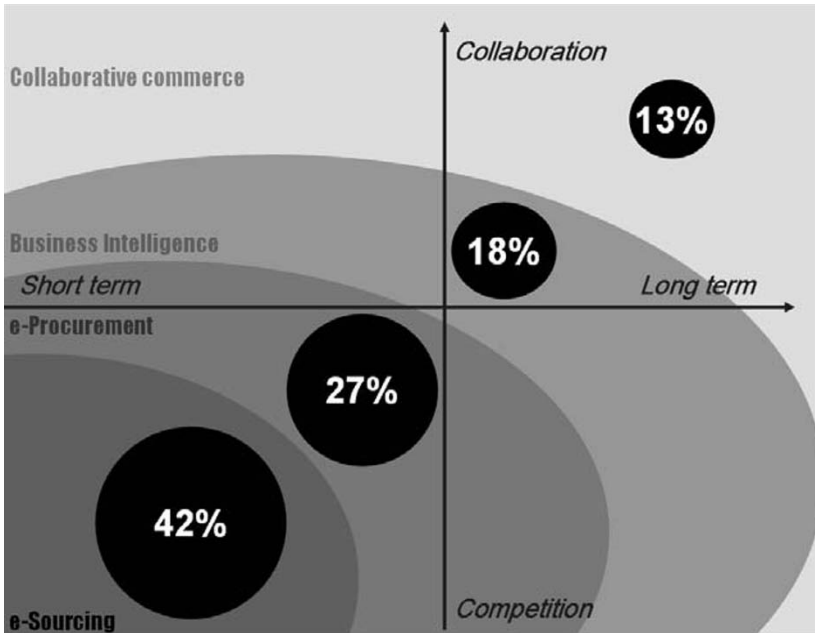 Collaboration
Collaborative commerce
13%
Business Intelligence
18%
Short term
Long term
e-Procurement
27%
42%
Competition
e-Sourcing